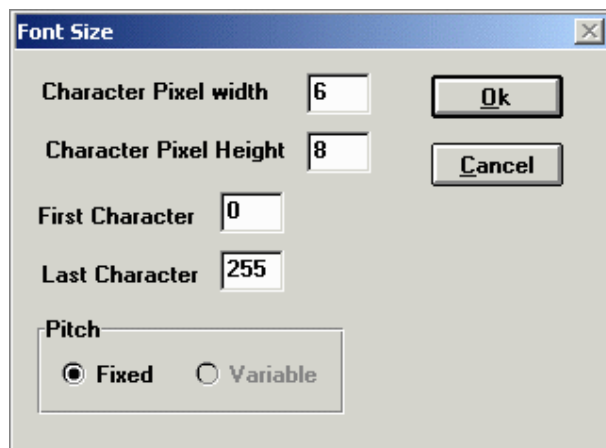 Font Size
Character Pixel width 6
Ok
Character Pixel Height 8
Cancel
First Character 0
Last Character 255
Pitch
Fixed Variable